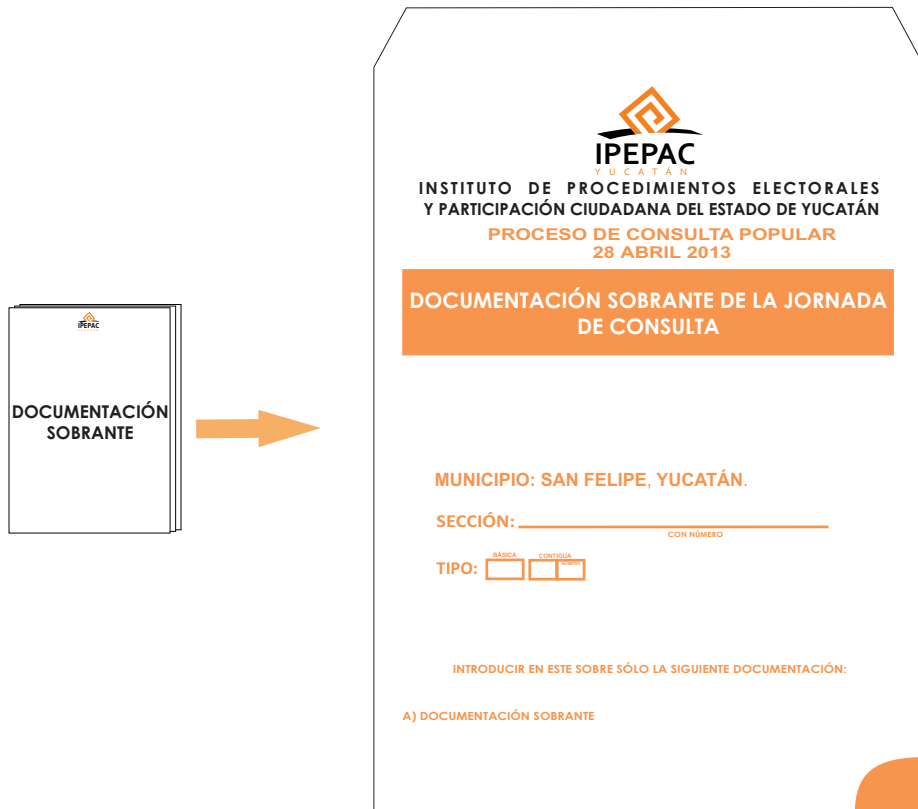 IPEPAC
YUCATÁN
INSTITUTO DE PROCEDIMIENTOS ELECTORALES
Y PARTICIPACIÓN CIUDADANA DEL ESTADO DE YUCATÁN
PROCESO DE CONSULTA POPULAR
28 ABRIL 2013
DOCUMENTACIÓN SOBRANTE DE LA JORNADA
DE CONSULTA
IPEPAC
DOCUMENTACIÓN
SOBRANTE
MUNICIPIO: SAN FELIPE, YUCATÁN.
SECCIÓN:
CON NÚMERO
BÁSICA CONTIGUA
NÚMERO
TIPO:
INTRODUCIR EN ESTE SOBRE SÓLO LA SIGUIENTE DOCUMENTACIÓN:
A) DOCUMENTACIÓN SOBRANTE